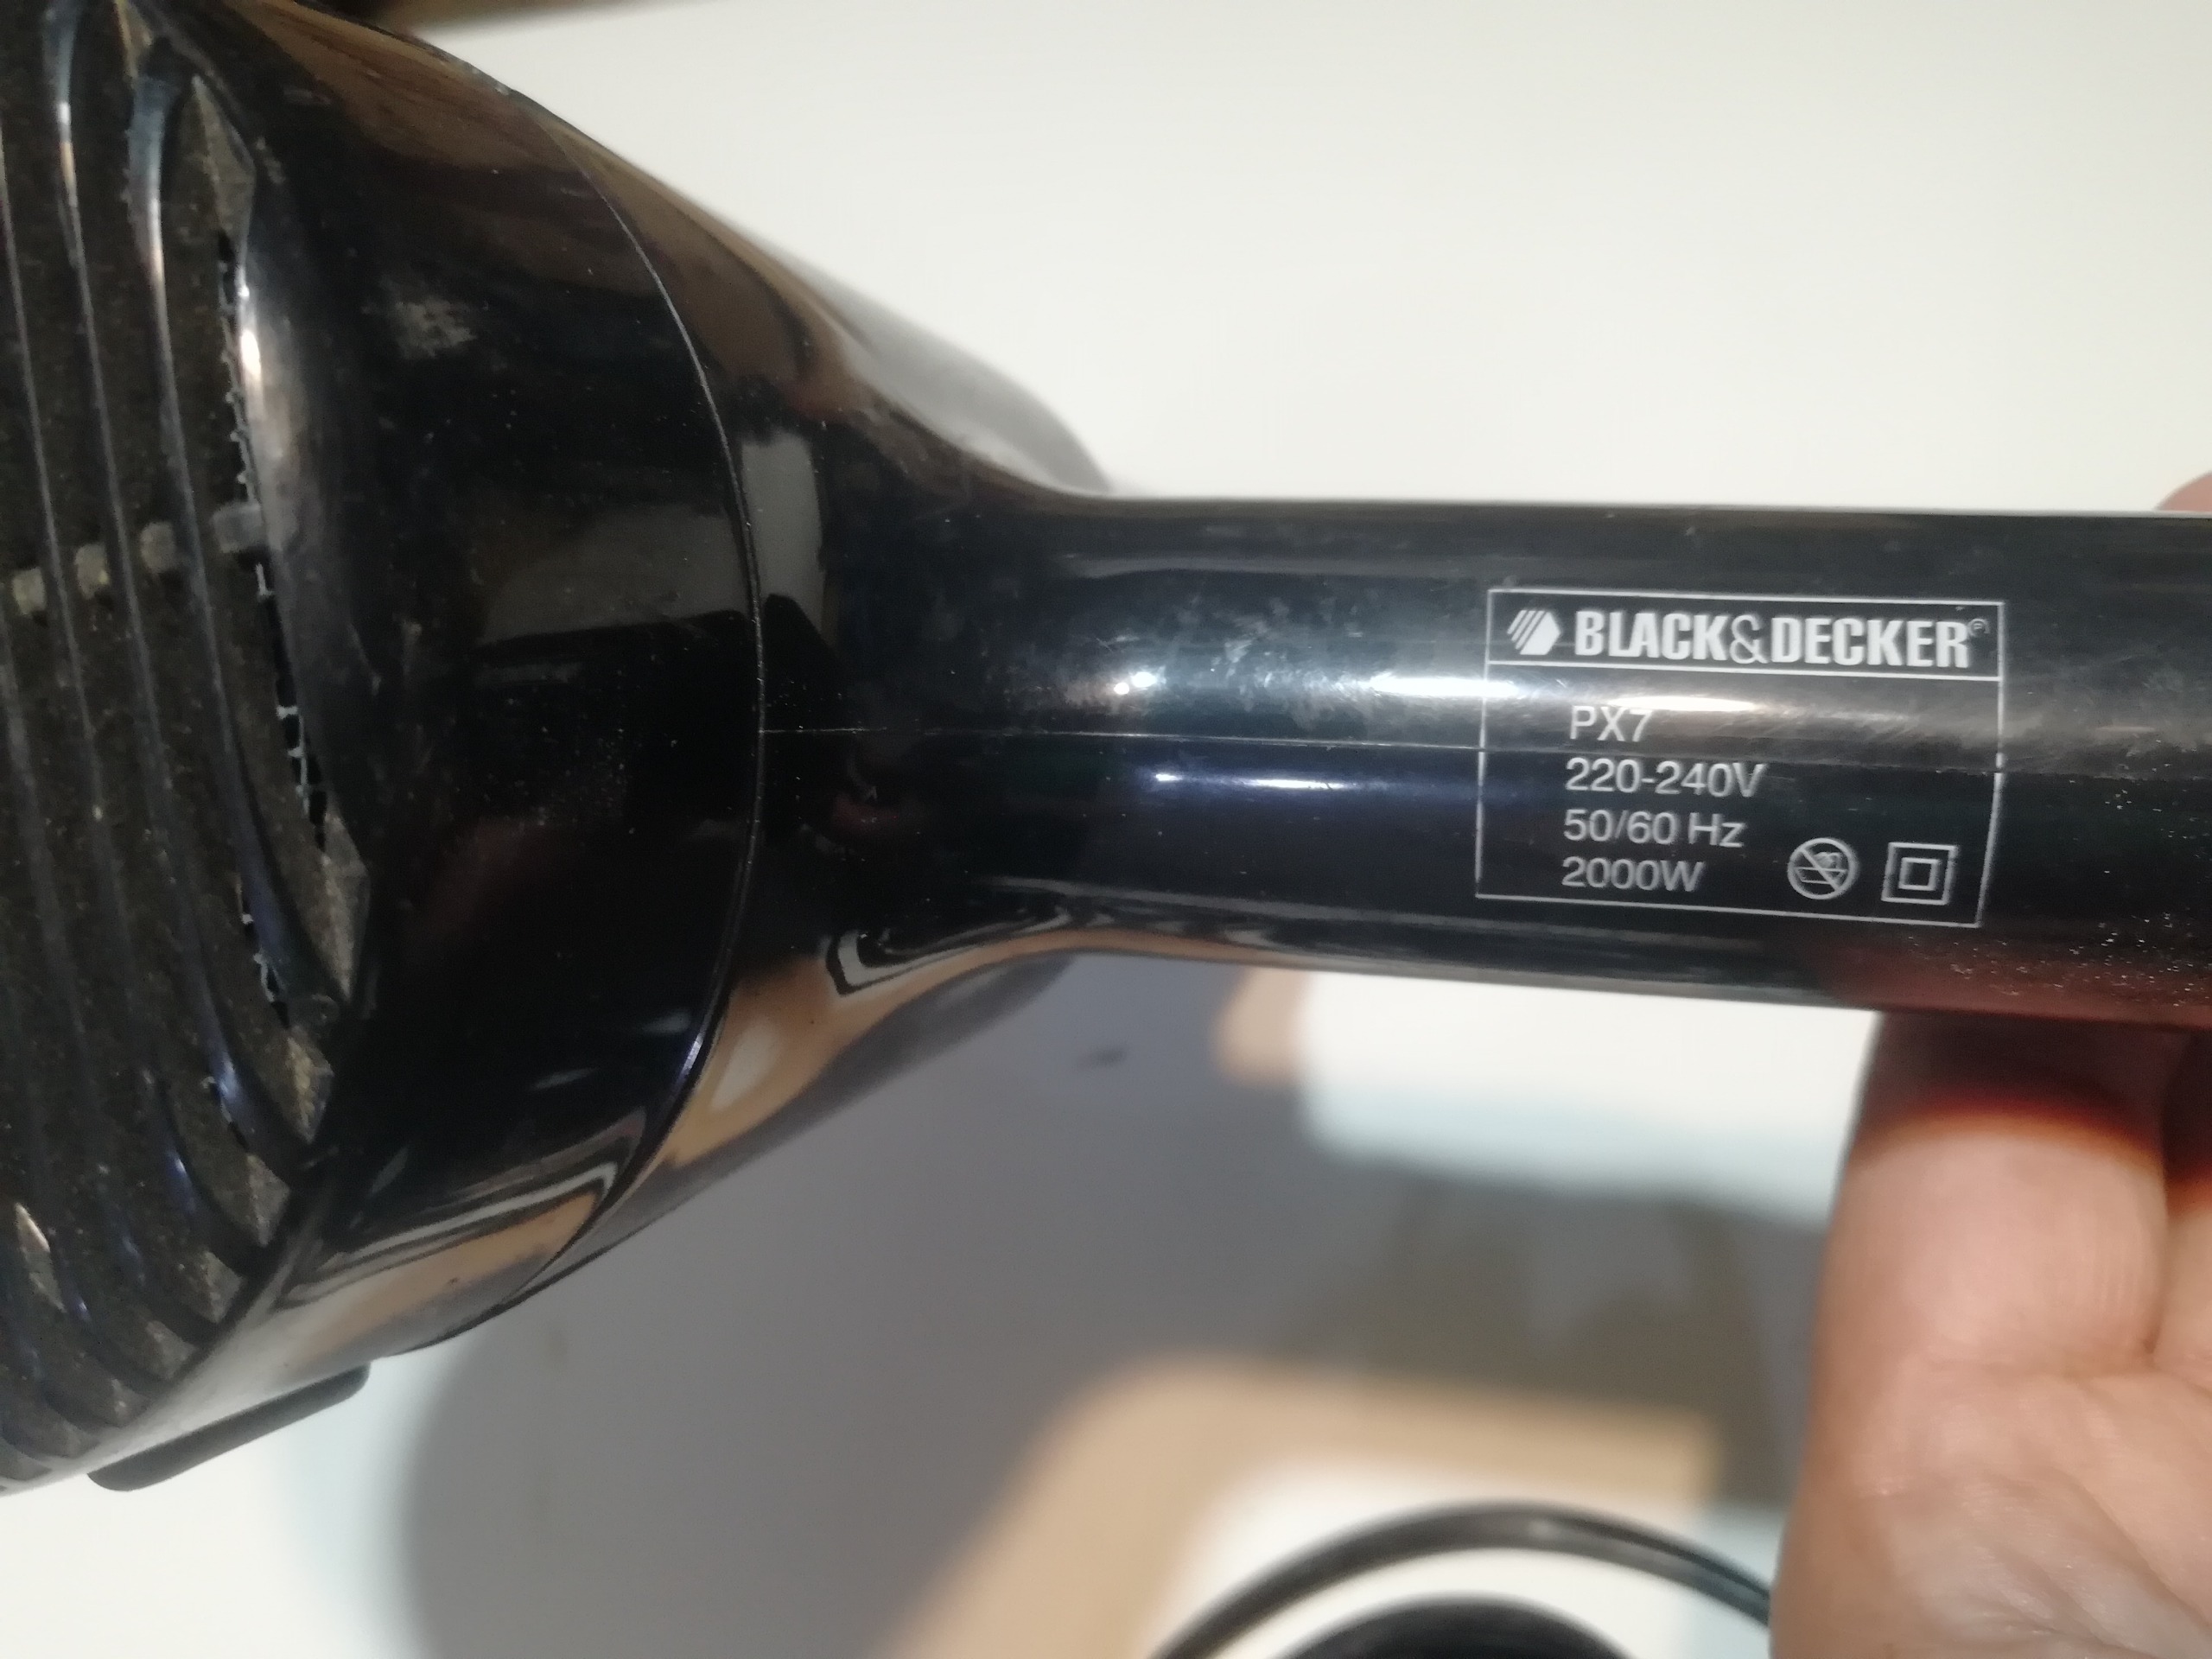 BLACK&DECKER®
PX7
220-240V
50/60 Hz
2000W